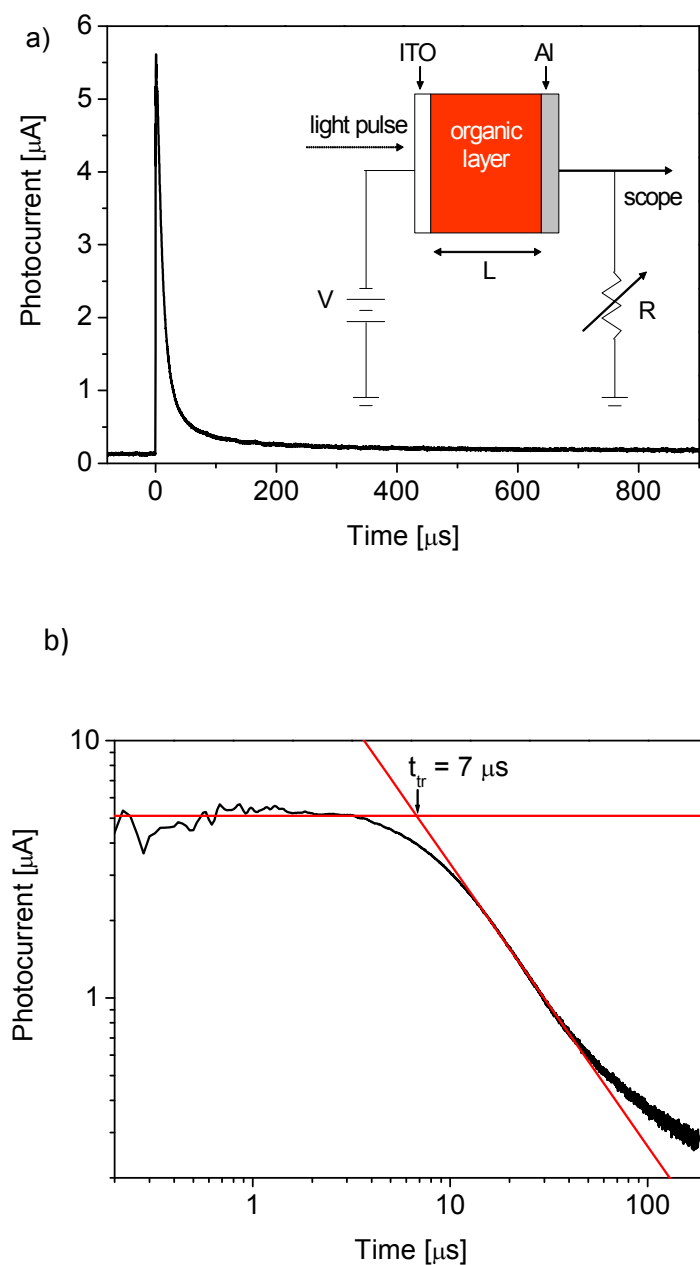 a)
ITO
Al
light pulse
organic
layer
scope
L
V
R
Photocurrent [μA]
6
5
4
3
2
1
0
0 200 400 600 800
Time [μs]
b)
t_tr = 7 μs
Photocurrent [μA]
10
1
1 10 100
Time [μs]